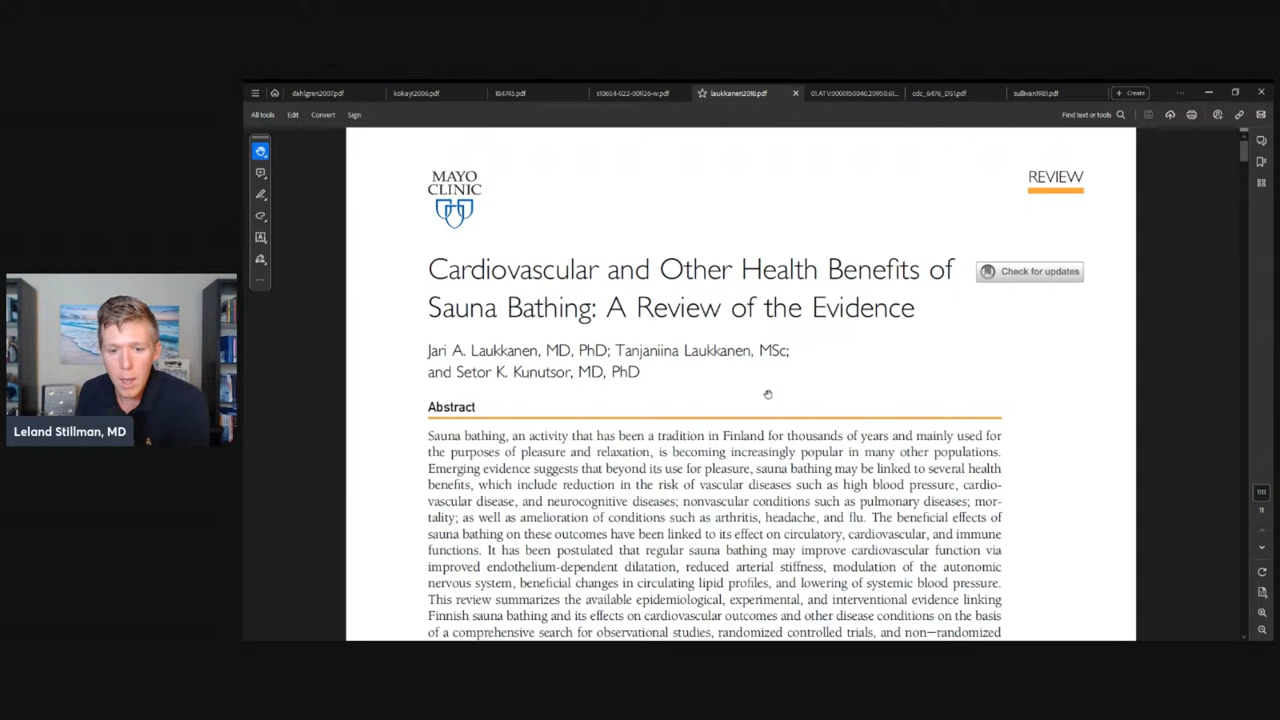 dahlgren2007.pdf
kokayi2006.pdf
184745.pdf
s10654-022-00926-w.pdf
laukkanen2018.pdf
cdc_6476_DS1.pdf
sullivan1981.pdf
Create
All tools
Edit
Convert
Sign
Find text or tools
MAYO
CLINIC
REVIEW
Cardiovascular and Other Health Benefits of
Sauna Bathing: A Review of the Evidence
Check for updates
Jari A. Laukkanen, MD, PhD; Tanjaniina Laukkanen, MSc;
and Setor K. Kunutsor, MD, PhD
Abstract
Sauna bathing, an activity that has been a tradition in Finland for thousands of years and mainly used for
the purposes of pleasure and relaxation, is becoming increasingly popular in many other populations.
Emerging evidence suggests that beyond its use for pleasure, sauna bathing may be linked to several health
benefits, which include reduction in the risk of vascular diseases such as high blood pressure, cardio-
vascular disease, and neurocognitive diseases; nonvascular conditions such as pulmonary diseases; mor-
tality; as well as amelioration of conditions such as arthritis, headache, and flu. The beneficial effects of
sauna bathing on these outcomes have been linked to its effect on circulatory, cardiovascular, and immune
functions. It has been postulated that regular sauna bathing may improve cardiovascular function via
improved endothelium-dependent dilatation, reduced arterial stiffness, modulation of the autonomic
nervous system, beneficial changes in circulating lipid profiles, and lowering of systemic blood pressure.
This review summarizes the available epidemiological, experimental, and interventional evidence linking
Finnish sauna bathing and its effects on cardiovascular outcomes and other disease conditions on the basis
of a comprehensive search for observational studies, randomized controlled trials, and non–randomized
Leland Stillman, MD